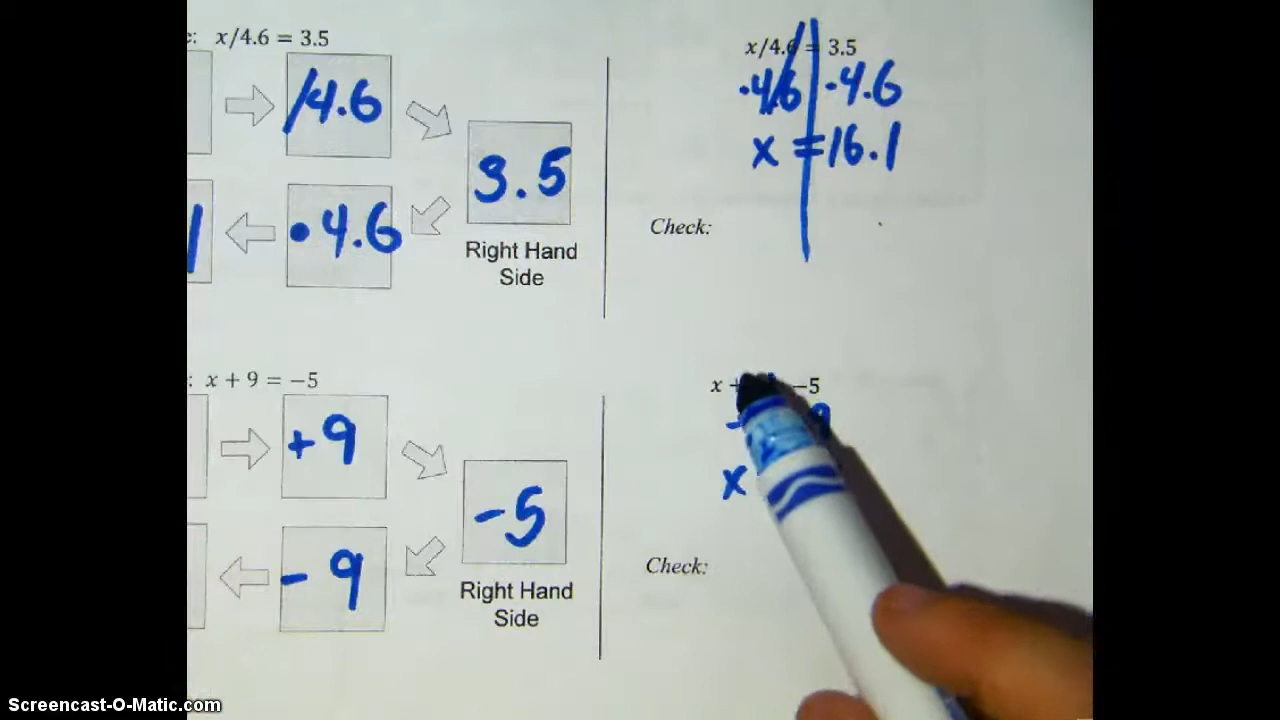 : x/4.6 = 3.5
/4.6
3.5
•4.6
Right Hand
Side
x/4.6 = 3.5
·4.6 ·4.6
x = 16.1
Check:
: x + 9 = −5
+9
-5
-9
Right Hand
Side
x + −5
x
Check:
Screencast-O-Matic.com